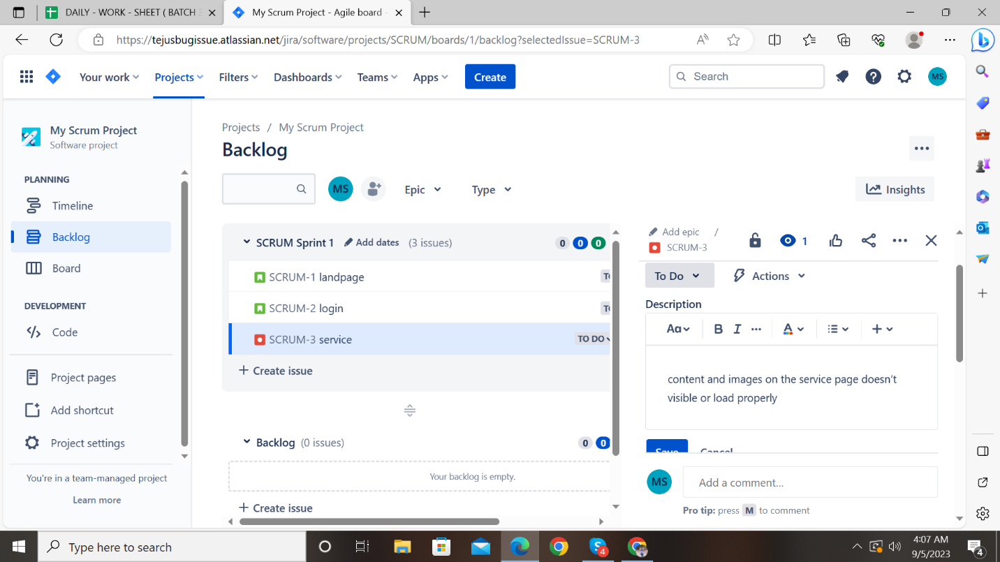 DAILY - WORK - SHEET ( BATCH
My Scrum Project - Agile board -
https://tejusbugissue.atlassian.net/jira/software/projects/SCRUM/boards/1/backlog?selectedIssue=SCRUM-3
Your work Projects Filters Dashboards Teams Apps Create Search MS
My Scrum Project
Software project
PLANNING
Timeline
Backlog
Board
DEVELOPMENT
Code
Project pages
Add shortcut
Project settings
You're in a team-managed project
Learn more
Projects / My Scrum Project
Backlog
MS Epic Type Insights
SCRUM Sprint 1 Add dates (3 issues) 0 0 0
SCRUM-1 landpage
SCRUM-2 login
SCRUM-3 service TO DO
+ Create issue
Backlog (0 issues) 0 0
Your backlog is empty.
+ Create issue
Add epic /
SCRUM-3 1
To Do Actions
Description
Aa B I ... A
content and images on the service page doesn't
visible or load properly
Save Cancel
MS Add a comment...
Pro tip: press M to comment
Type here to search
4
4:07 AM
9/5/2023
4